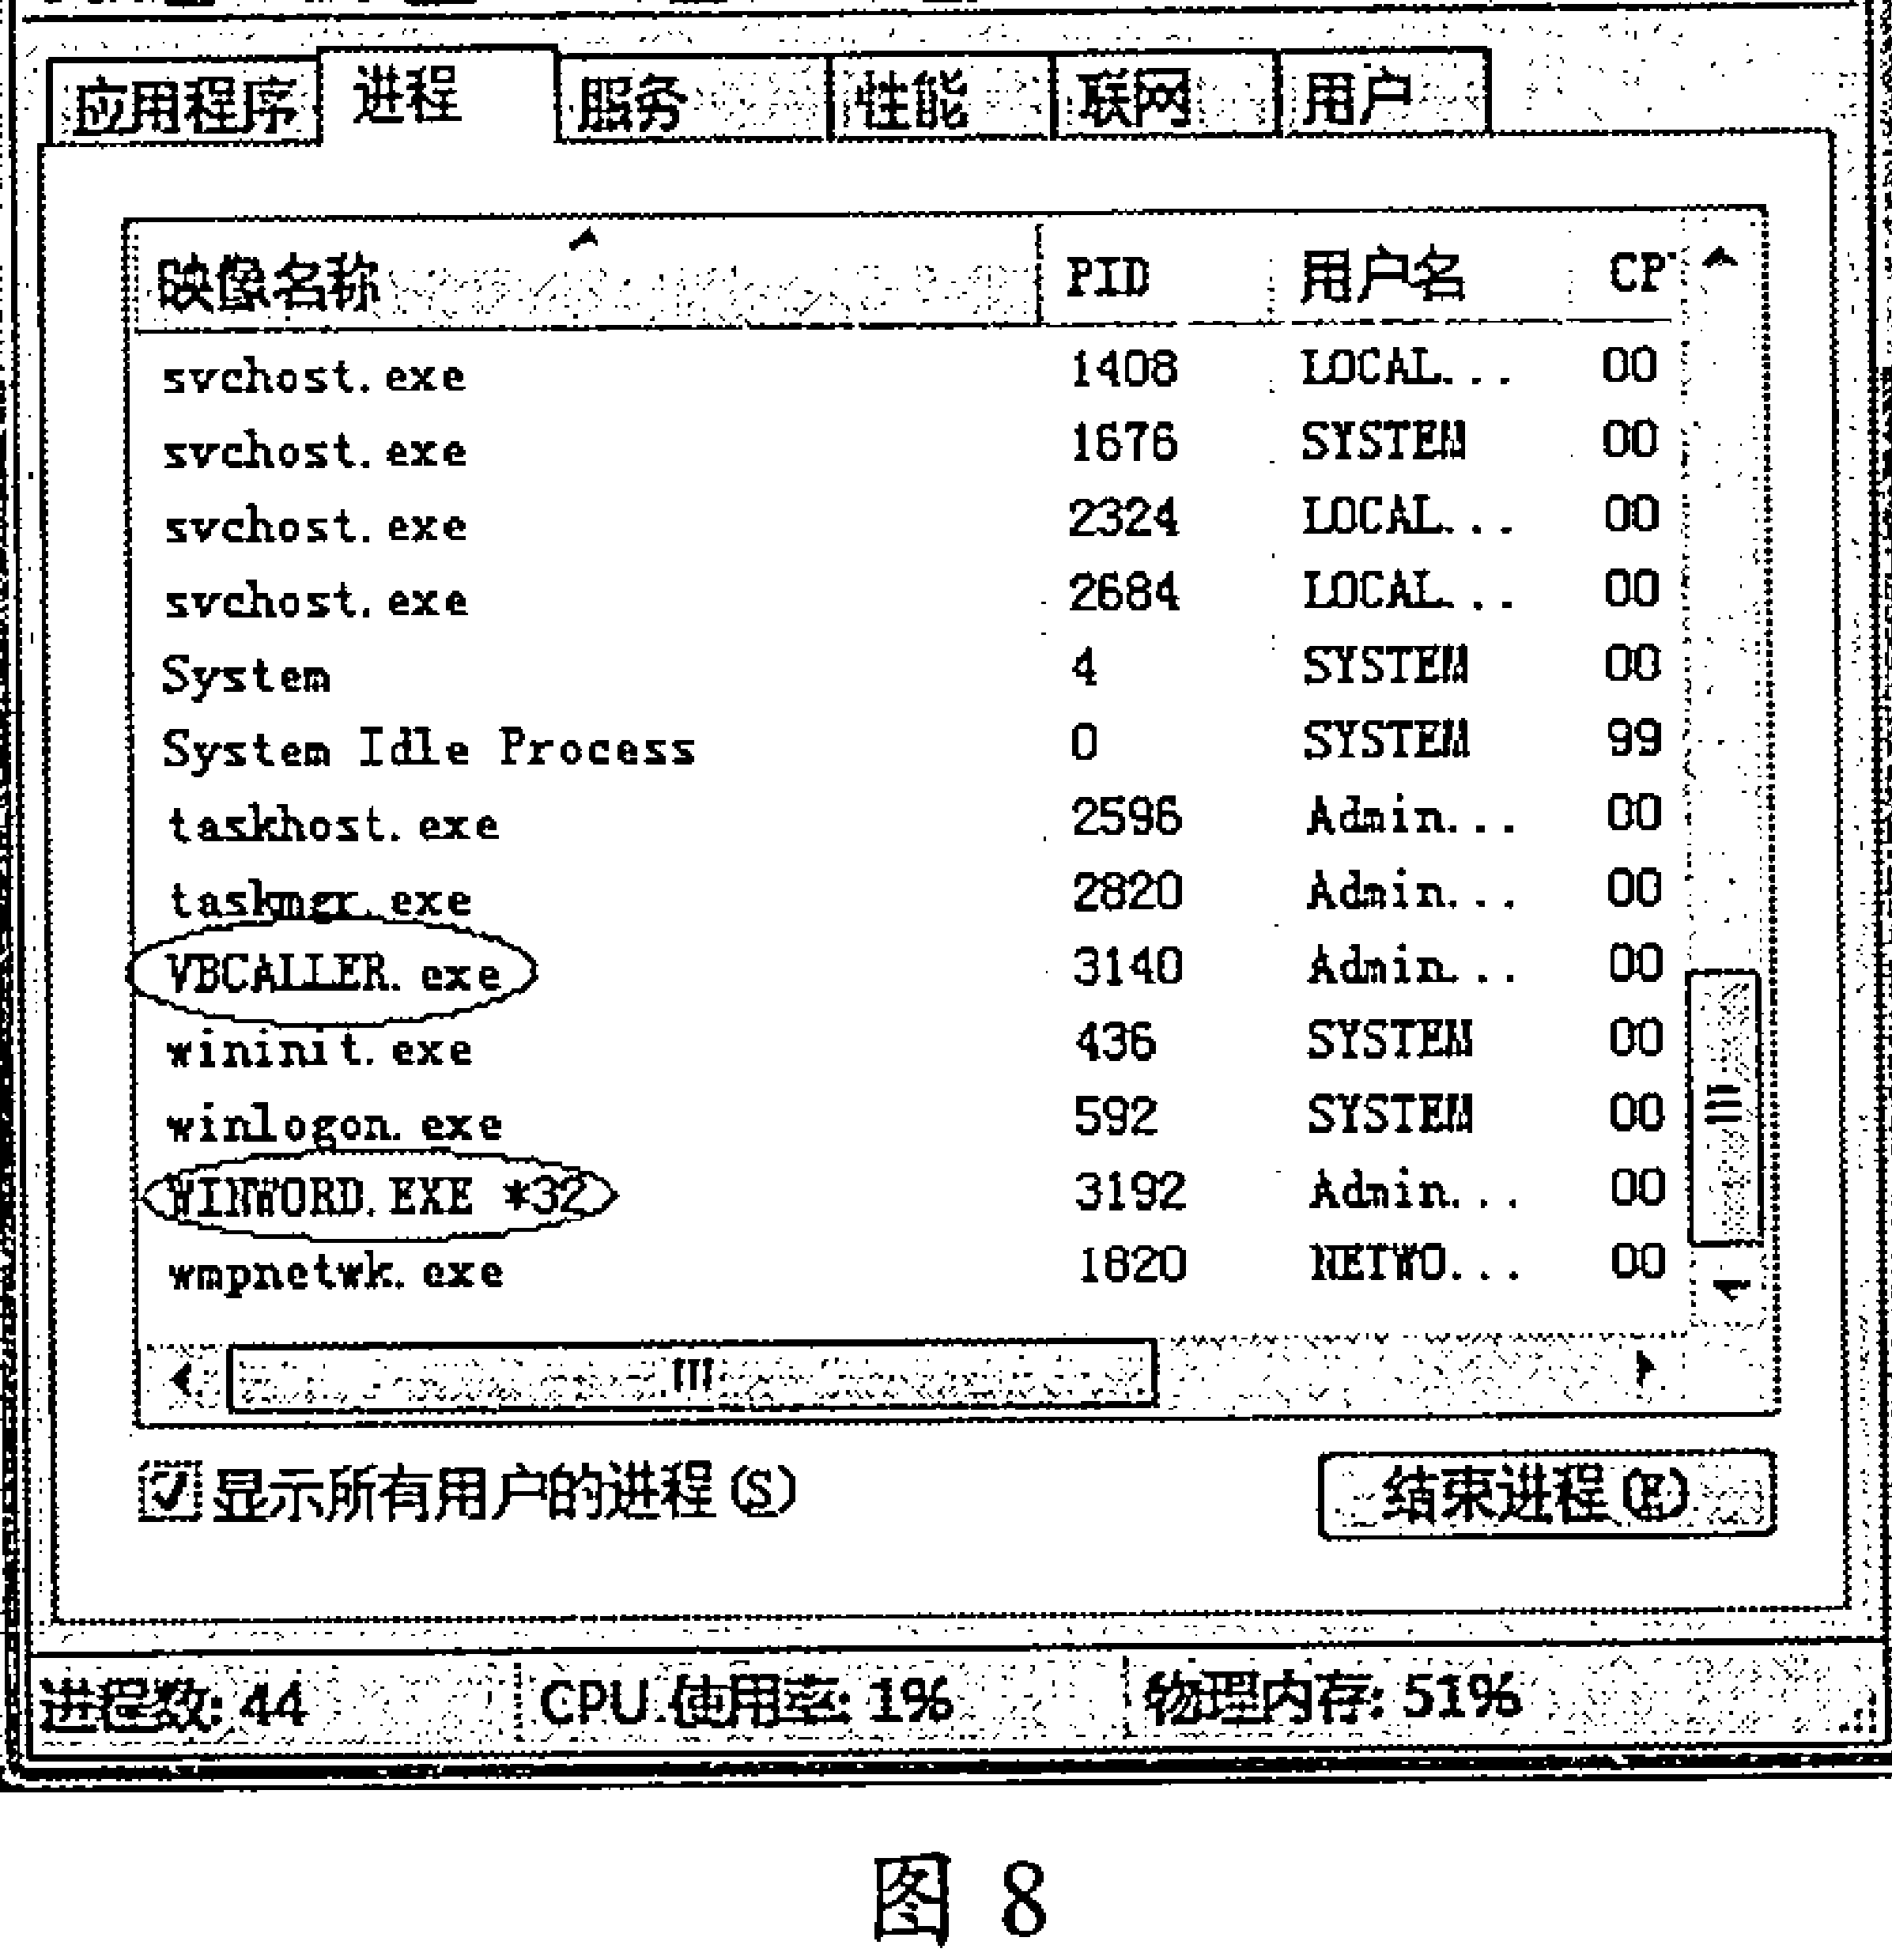 应用程序 进程 服务 性能 联网 用户
映像名称 PID 用户名 CP
svchost.exe 1408 LOCAL... 00
svchost.exe 1676 SYSTEM 00
svchost.exe 2324 LOCAL... 00
svchost.exe 2684 LOCAL... 00
System 4 SYSTEM 00
System Idle Process 0 SYSTEM 99
taskhost.exe 2596 Admin... 00
taskmgr.exe 2820 Admin... 00
VBCALLER.exe 3140 Admin... 00
wininit.exe 436 SYSTEM 00
winlogon.exe 592 SYSTEM 00
WINWORD.EXE *32 3192 Admin... 00
wmpnetwk.exe 1820 NETWO... 00
显示所有用户的进程(S) 结束进程(E)
进程数: 44 CPU 使用率: 1% 物理内存: 51%
图 8